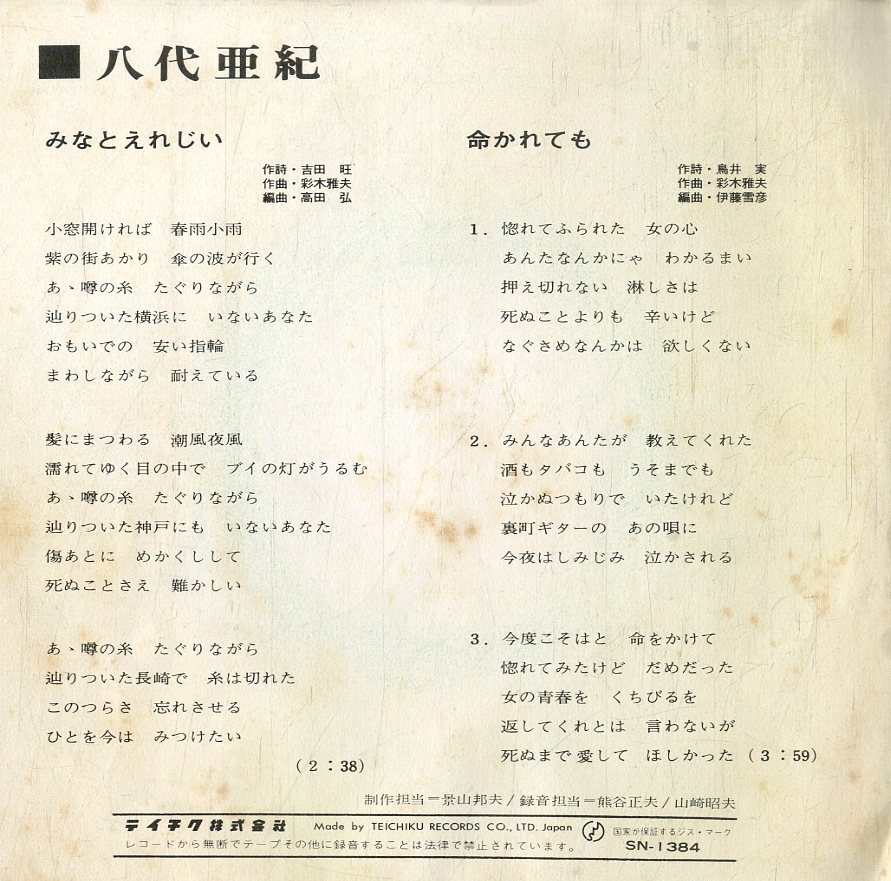 ■ 八代亜紀
みなとえれじい
作詩・吉田　旺
作曲・彩木雅夫
編曲・高田　弘
小窓開ければ　春雨小雨
紫の街あかり　傘の波が行く
あゝ噂の糸　たぐりながら
辿りついた横浜に　いないあなた
おもいでの　安い指輪
まわしながら　耐えている
髪にまつわる　潮風夜風
濡れてゆく目の中で　ブイの灯がうるむ
あゝ噂の糸　たぐりながら
辿りついた神戸にも　いないあなた
傷あとに　めかくしして
死ぬことさえ　難かしい
あゝ噂の糸　たぐりながら
辿りついた長崎で　糸は切れた
このつらさ　忘れさせる
ひとを今は　みつけたい
（2：38）
命かれても
作詩・鳥井　実
作曲・彩木雅夫
編曲・伊藤雪彦
1．惚れてふられた　女の心
あんたなんかにゃ　わかるまい
押え切れない　淋しさは
死ぬことよりも　辛いけど
なぐさめなんかは　欲しくない
2．みんなあんたが　教えてくれた
酒もタバコも　うそまでも
泣かぬつもりで　いたけれど
裏町ギターの　あの唄に
今夜はしみじみ　泣かされる
3．今度こそはと　命をかけて
惚れてみたけど　だめだった
女の青春を　くちびるを
返してくれとは　言わないが
死ぬまで愛して　ほしかった（3：59）
制作担当＝景山邦夫/録音担当＝熊谷正夫/山崎昭夫
テイチク株式会社　Made by TEICHIKU RECORDS CO., LTD. Japan　国家が保証するジス・マーク
レコードから無断でテープその他に録音することは法律で禁止されています。　SN-1384